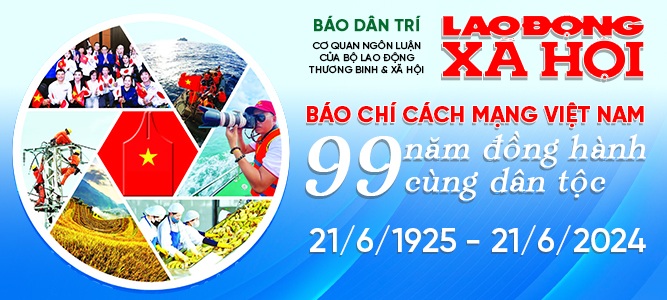 BÁO DÂN TRÍ
CƠ QUAN NGÔN LUẬN
CỦA BỘ LAO ĐỘNG
THƯƠNG BINH & XÃ HỘI
LAO ĐỘNG
XÃ HỘI
BÁO CHÍ CÁCH MẠNG VIỆT NAM
99 năm đồng hành
cùng dân tộc
21/6/1925 - 21/6/2024